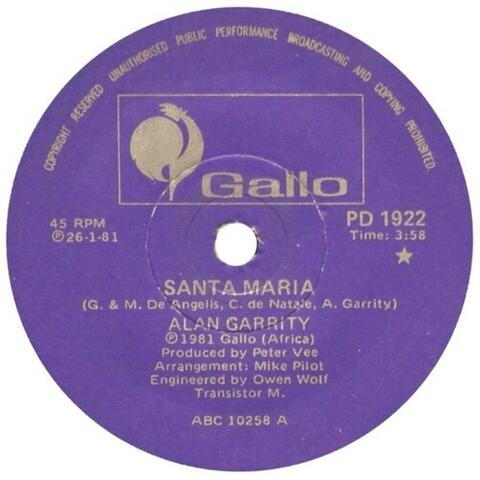 COPYRIGHT RESERVED UNAUTHORISED PUBLIC PERFORMANCE BROADCASTING AND COPYING PROHIBITED.
Gallo
45 RPM
Ⓟ26-1-81
PD 1922
Time: 3:58
SANTA MARIA
(G. & M. De Angelis, C. de Natale, A. Garrity)
ALAN GARRITY
Ⓟ1981 Gallo (Africa)
Produced by Peter Vee
Arrangement: Mike Pilot
Engineered by Owen Wolf
Transistor M.
ABC 10258 A